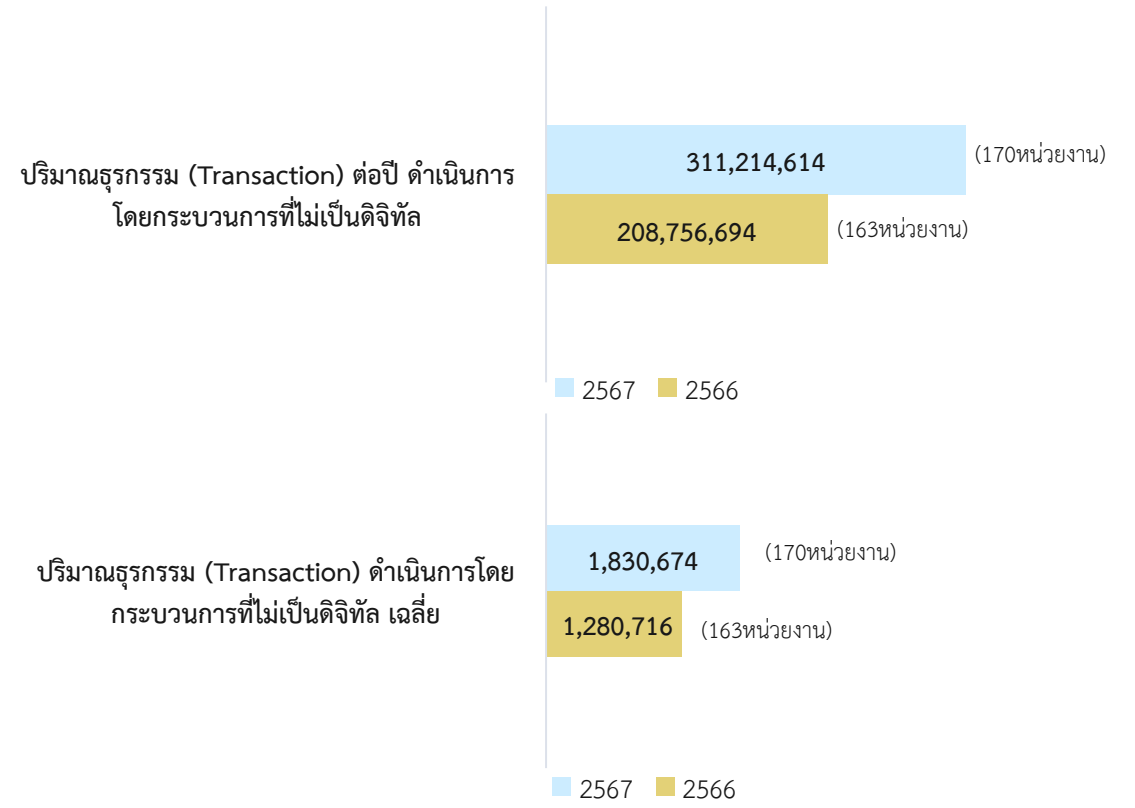 ปริมาณธุรกรรม (Transaction) ต่อปี ดำเนินการ
โดยกระบวนการที่ไม่เป็นดิจิทัล
311,214,614
(170หน่วยงาน)
208,756,694
(163หน่วยงาน)
2567
2566
ปริมาณธุรกรรม (Transaction) ดำเนินการโดย
กระบวนการที่ไม่เป็นดิจิทัล เฉลี่ย
1,830,674
(170หน่วยงาน)
1,280,716
(163หน่วยงาน)
2567
2566